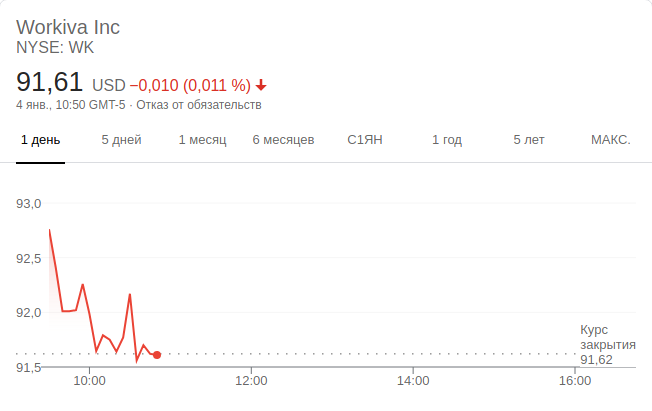 Workiva Inc
NYSE: WK
91,61 USD −0,010 (0,011 %)
4 янв., 10:50 GMT-5 · Отказ от обязательств
1 день 5 дней 1 месяц 6 месяцев С1ЯН 1 год 5 лет МАКС.
93,0
92,5
92,0
Курс
закрытия
91,62
91,5
10:00 12:00 14:00 16:00